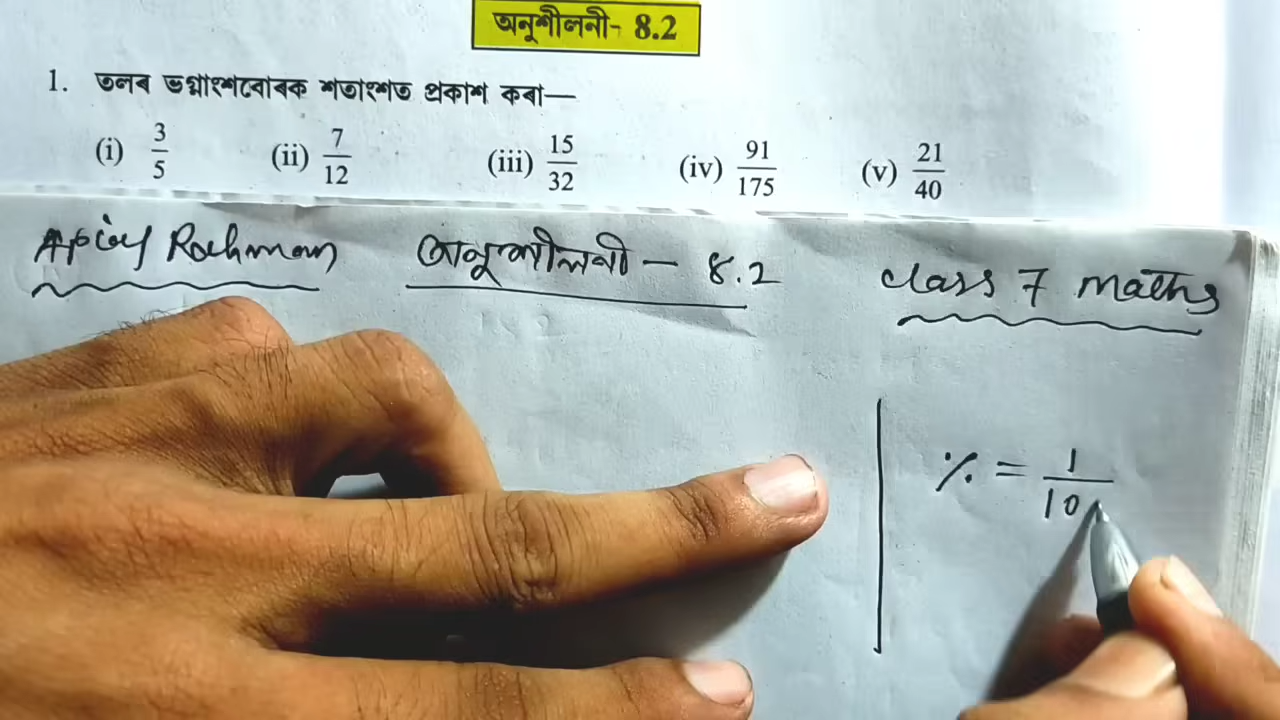 অনুশীলনী- 8.2
1. তলৰ ভগ্নাংশবোৰক শতাংশত প্ৰকাশ কৰা—
(i) 3/5 (ii) 7/12 (iii) 15/32 (iv) 91/175 (v) 21/40
Rahman অনুশীলনী – 8.2 class 7 maths
% = 1/10